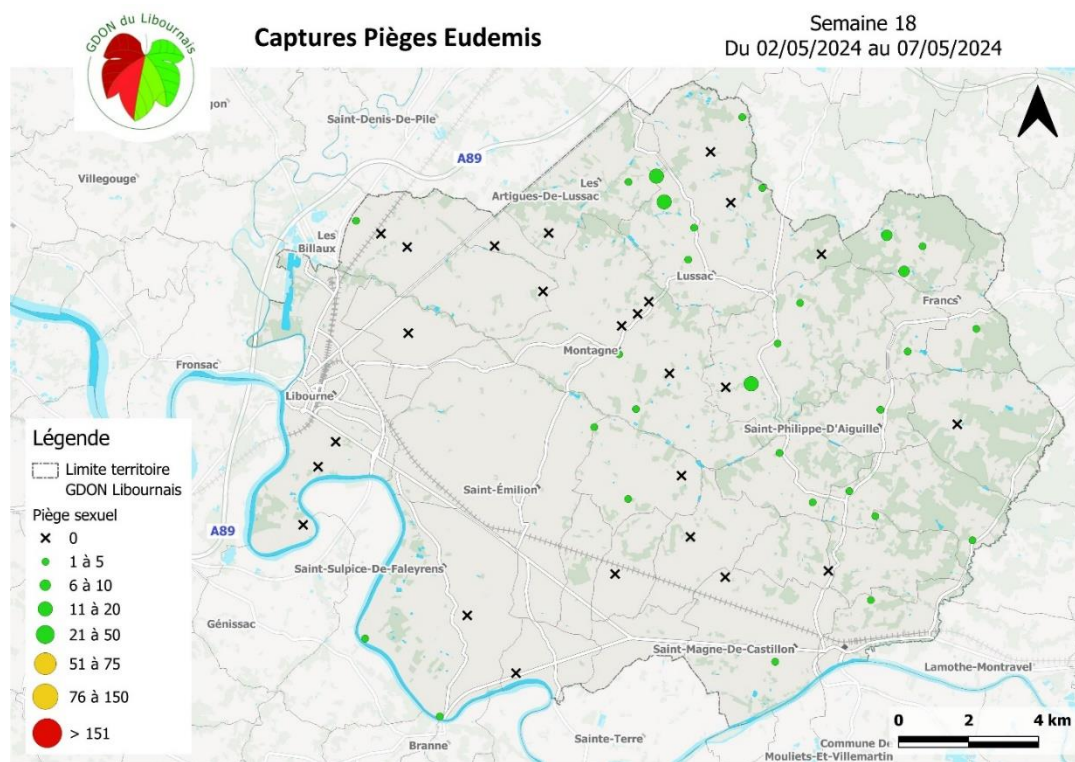 GDON du Libournais
Captures Pièges Eudemis
Semaine 18
Du 02/05/2024 au 07/05/2024
Saint-Denis-De-Pile
A89
Villegouge
Les
Artigues-De-Lussac
Les
Billaux
Lussac
Francs
Fronsac
Montagne
Libourne
Saint-Philippe-D'Aiguille
Saint-Émilion
A89
Saint-Sulpice-De-Faleyrens
Génissac
Saint-Magne-De-Castillon
Lamothe-Montravel
Branne
Sainte-Terre
Commune De
Mouliets-Et-Villemartin
Légende
Limite territoire
GDON Libournais
Piège sexuel
0
1 à 5
6 à 10
11 à 20
21 à 50
51 à 75
76 à 150
> 151
0 2 4 km